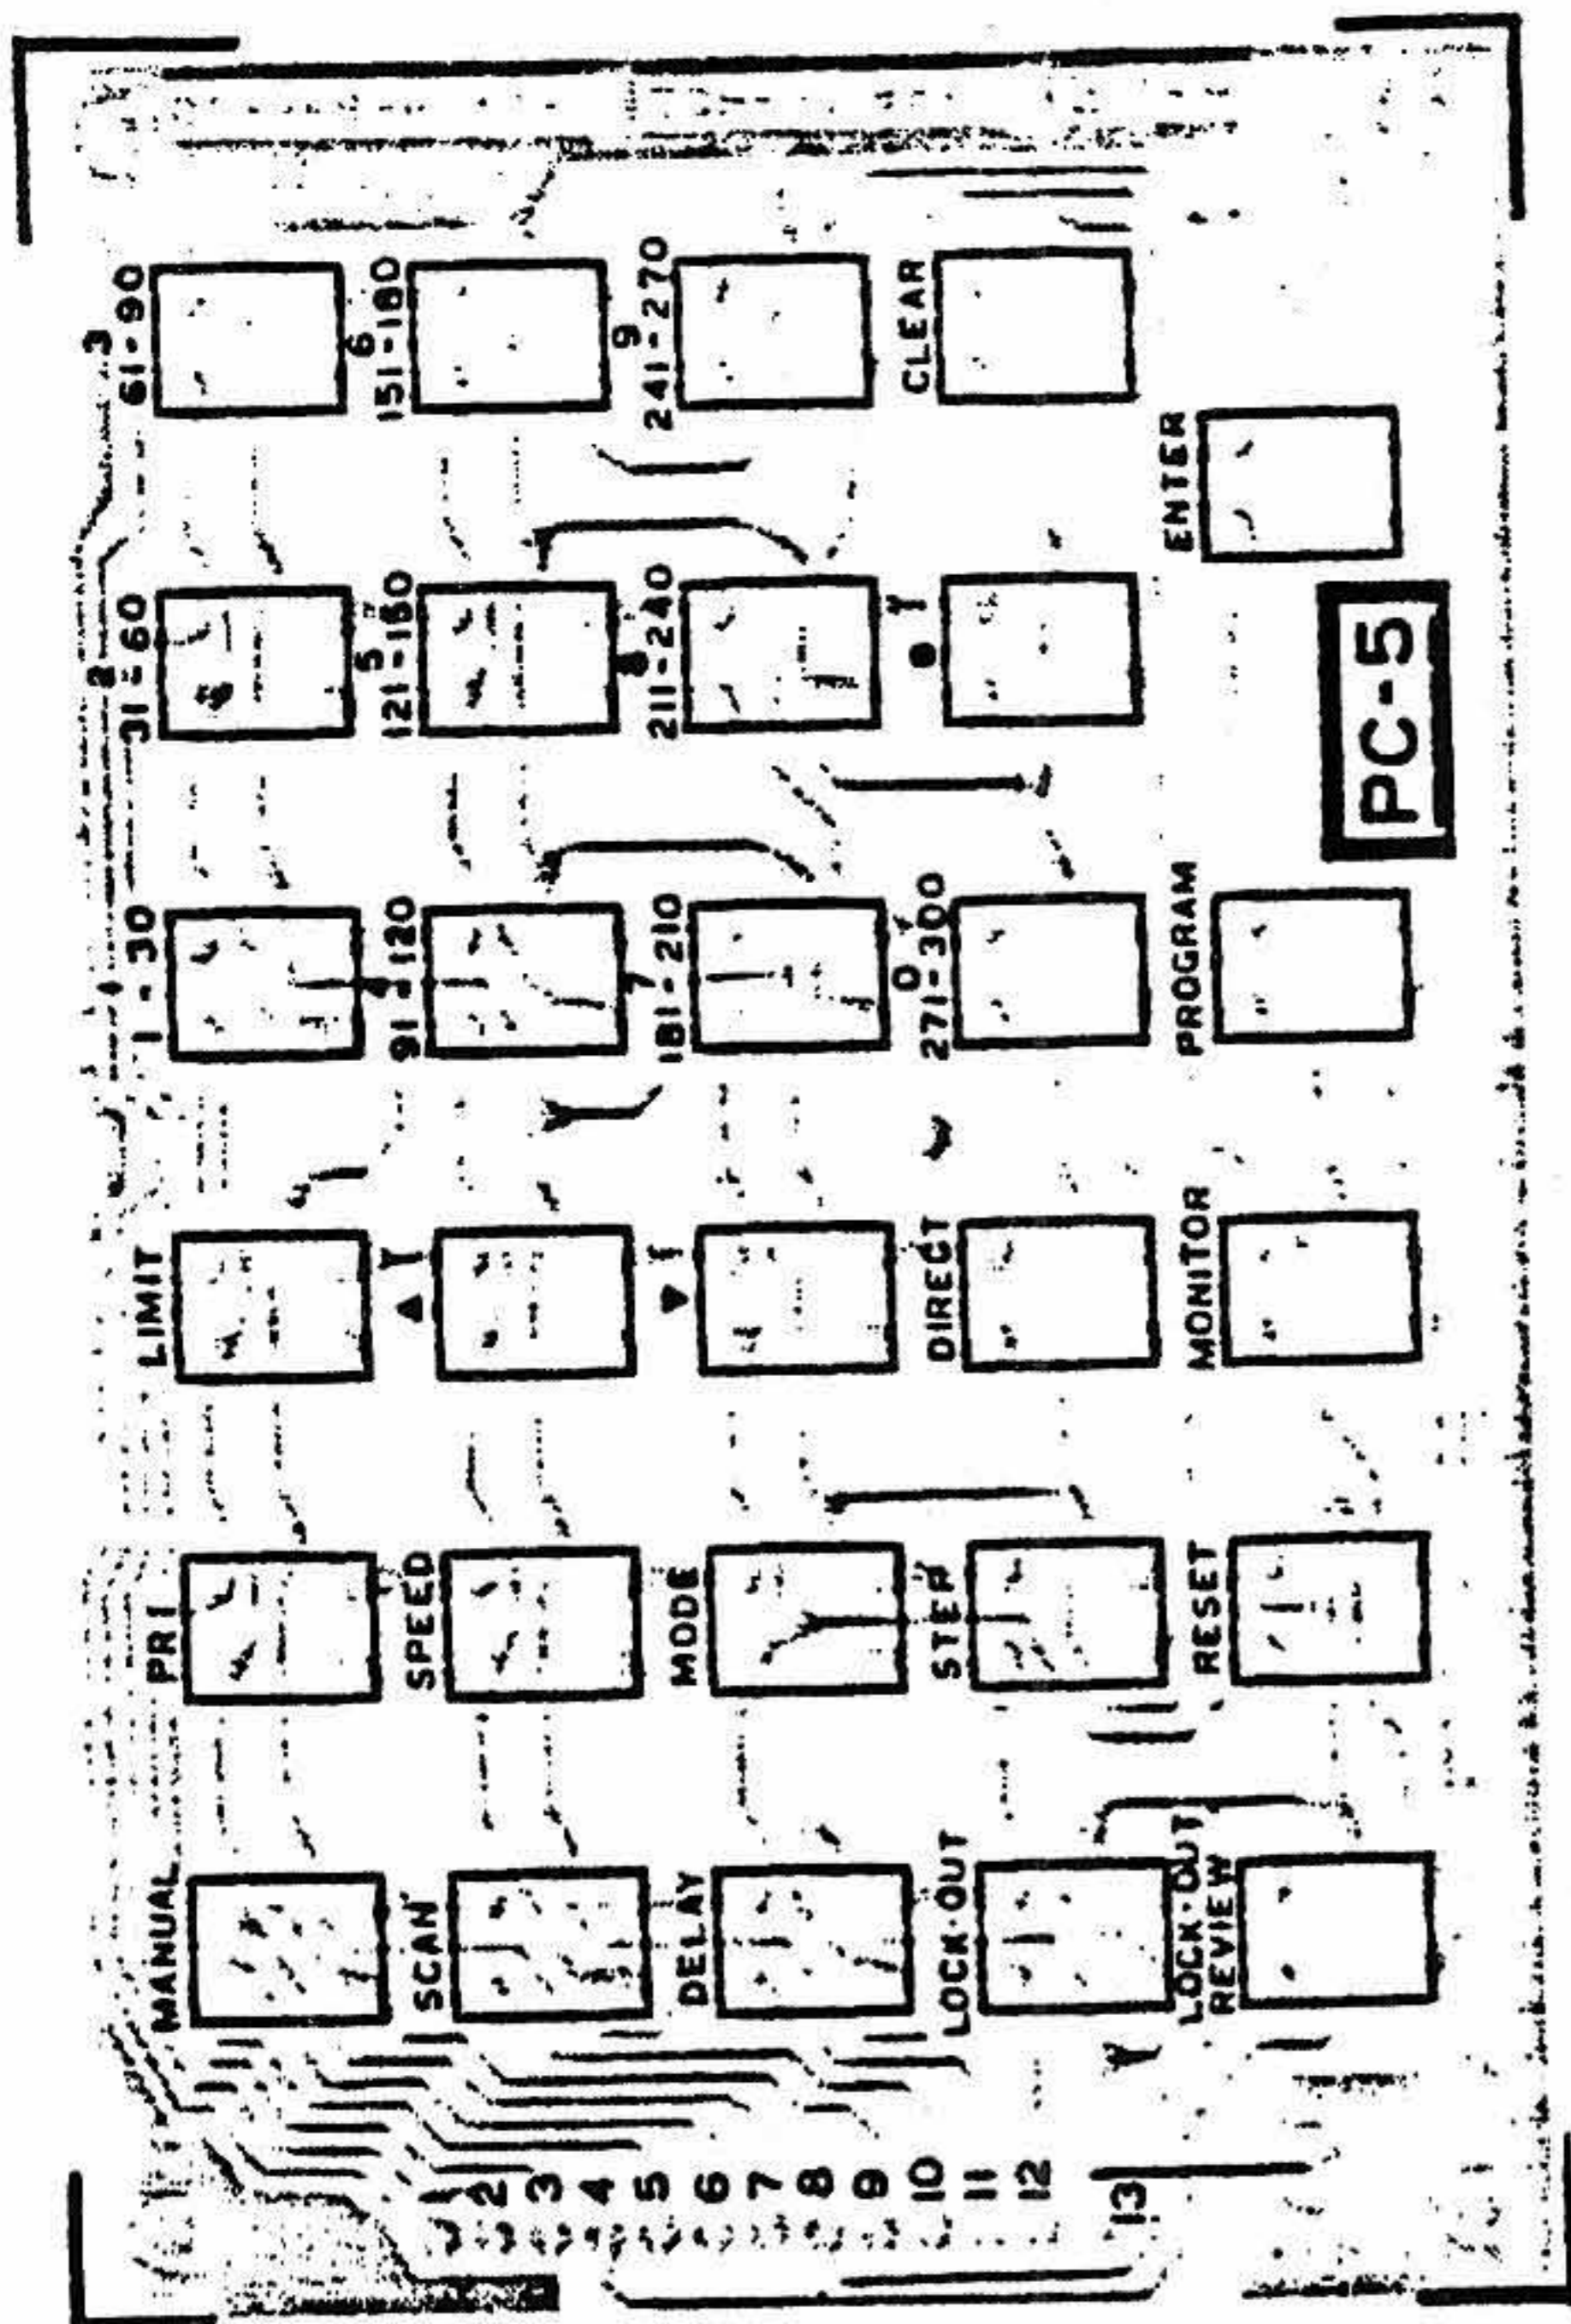 2 3
MANUAL PRI LIMIT 1 - 30 31 - 60 61 - 90
4 5 6
SCAN SPEED ▲ 91 - 120 121 - 150 151 - 180
7 8 9
DELAY MODE ▼ 181 - 210 211 - 240 241 - 270
0
LOCK-OUT STEP DIRECT 271 - 300 ● CLEAR
LOCK-OUT
REVIEW RESET MONITOR PROGRAM ENTER
PC-5
1
2
3
4
5
6
7
8
9
10
11
12
13